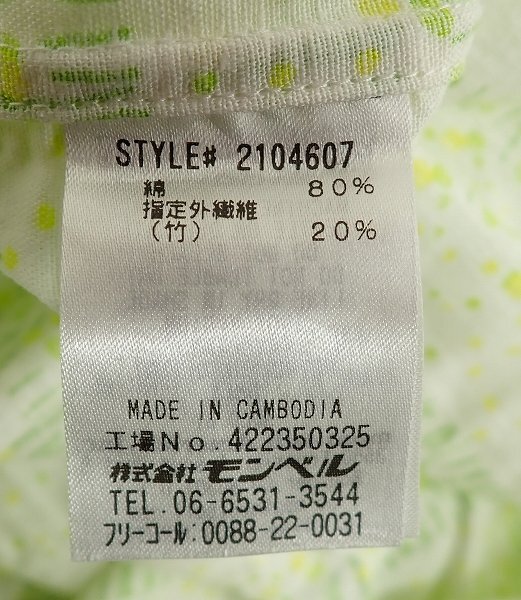 STYLE# 2104607
綿 80%
指定外繊維
(竹) 20%
MADE IN CAMBODIA
工場No.422350325
株式会社モンベル
TEL.06-6531-3544
フリーコール:0088-22-0031